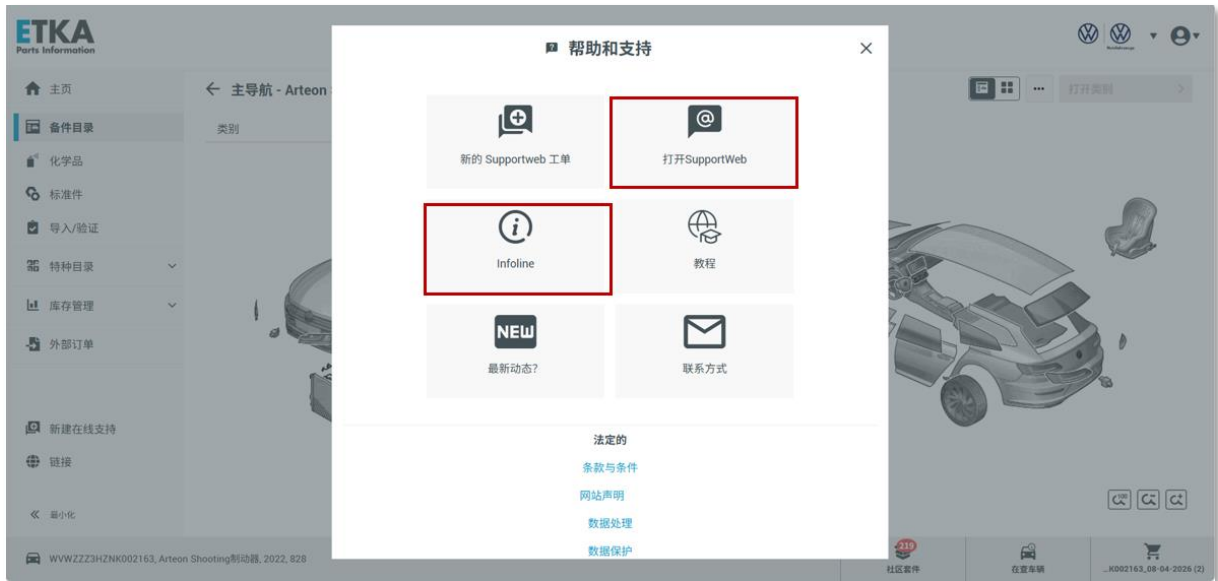 ETKA
Parts Information
主页
备件目录
化学品
标准件
导入/验证
特种目录
库存管理
外部订单
新建在线支持
链接
最小化
主导航 - Arteon
类别
打开类别
帮助和支持
新的 Supportweb 工单
打开SupportWeb
Infoline
教程
NEW
最新动态?
联系方式
法定的
条款与条件
网站声明
数据处理
数据保护
WVWZZZ3HZNK002163, Arteon Shooting制动器, 2022, 828
219
社区套件
在查车辆
...K002163_08-04-2026 (2)